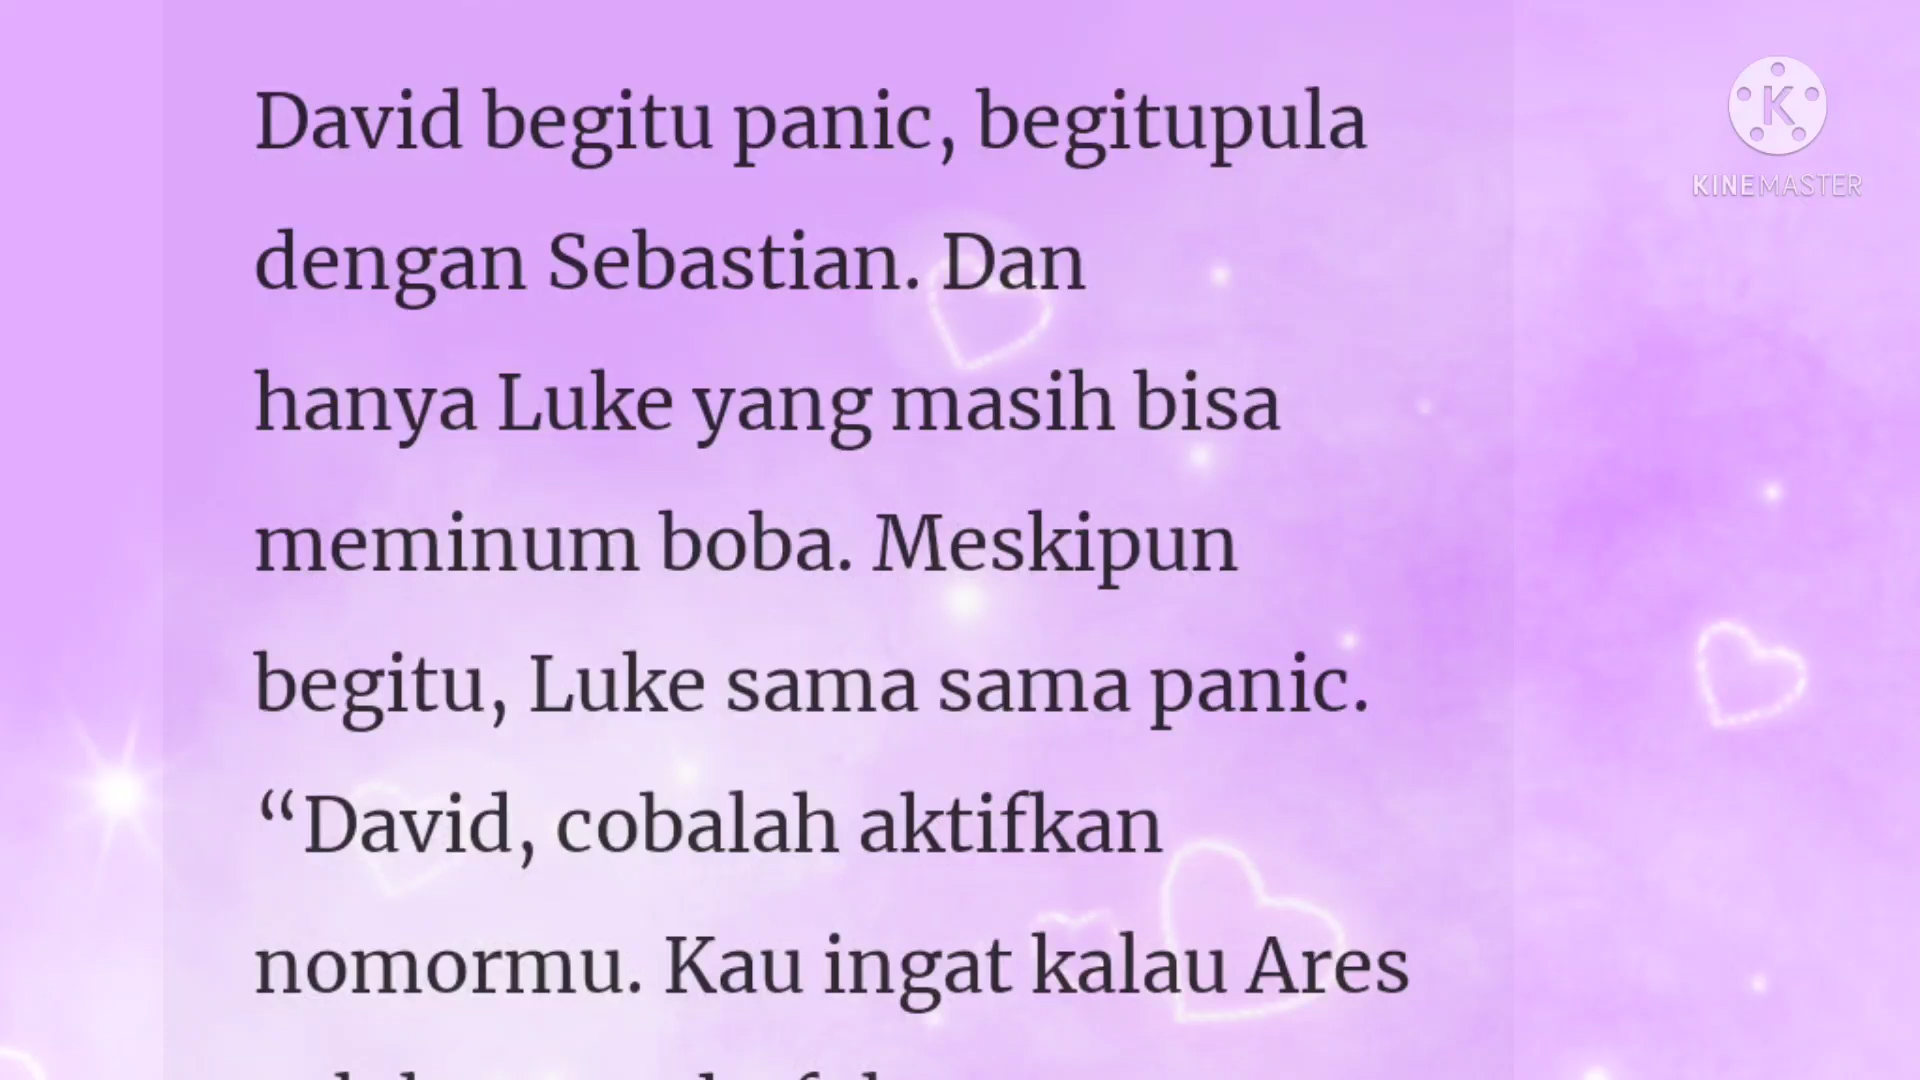 David begitu panic, begitupula
dengan Sebastian. Dan
hanya Luke yang masih bisa
meminum boba. Meskipun
begitu, Luke sama sama panic.
“David, cobalah aktifkan
nomormu. Kau ingat kalau Ares
K
KINEMASTER